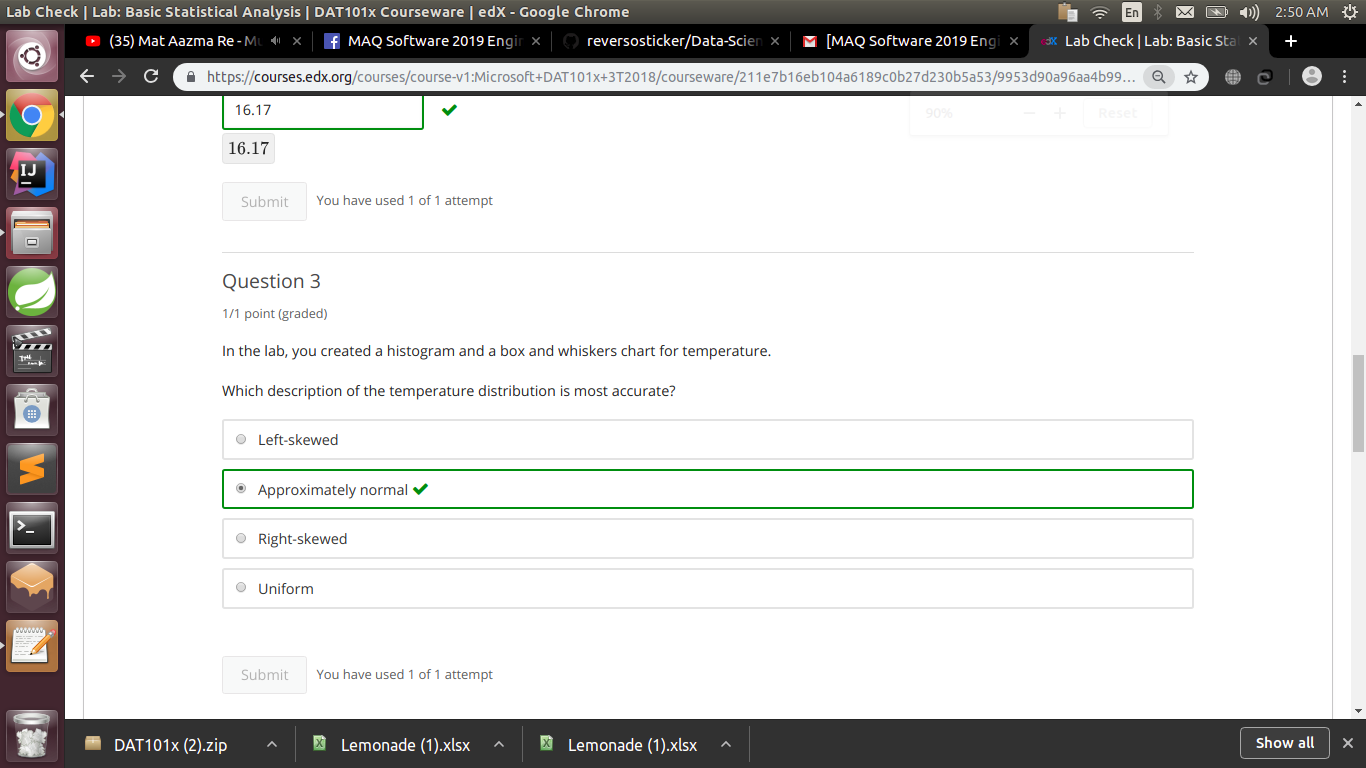 Lab Check | Lab: Basic Statistical Analysis | DAT101x Courseware | edX - Google Chrome
En
2:50 AM
(35) Mat Aazma Re - Mu
MAQ Software 2019 Engin
reversosticker/Data-Scien
[MAQ Software 2019 Engi
Lab Check | Lab: Basic Sta
https://courses.edx.org/courses/course-v1:Microsoft+DAT101x+3T2018/courseware/211e7b16eb104a6189c0b27d230b5a53/9953d90a96aa4b99...
16.17
90%
Reset
16.17
Submit
You have used 1 of 1 attempt
Question 3
1/1 point (graded)
In the lab, you created a histogram and a box and whiskers chart for temperature.
Which description of the temperature distribution is most accurate?
Left-skewed
Approximately normal
Right-skewed
Uniform
Submit
You have used 1 of 1 attempt
DAT101x (2).zip
Lemonade (1).xlsx
Lemonade (1).xlsx
Show all